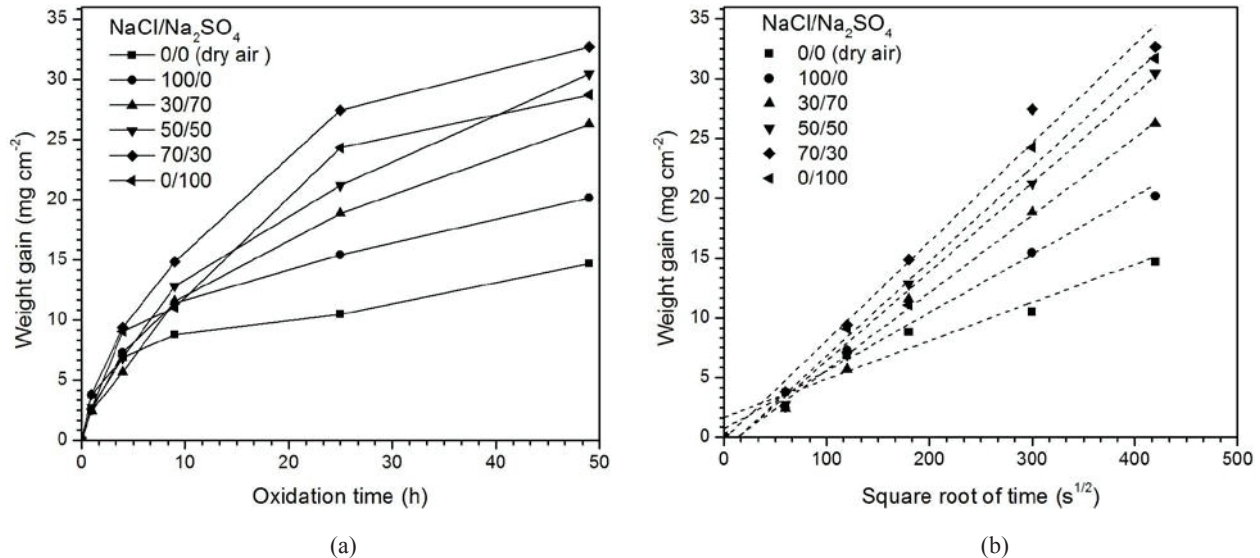 NaCl/Na₂SO₄
0/0 (dry air )
100/0
30/70
50/50
70/30
0/100
35
30
25
20
15
10
5
0
Weight gain (mg cm⁻²)
0 10 20 30 40 50
Oxidation time (h)
(a)
NaCl/Na₂SO₄
0/0 (dry air)
100/0
30/70
50/50
70/30
0/100
35
30
25
20
15
10
5
0
Weight gain (mg cm⁻²)
0 100 200 300 400 500
Square root of time (s¹/²)
(b)